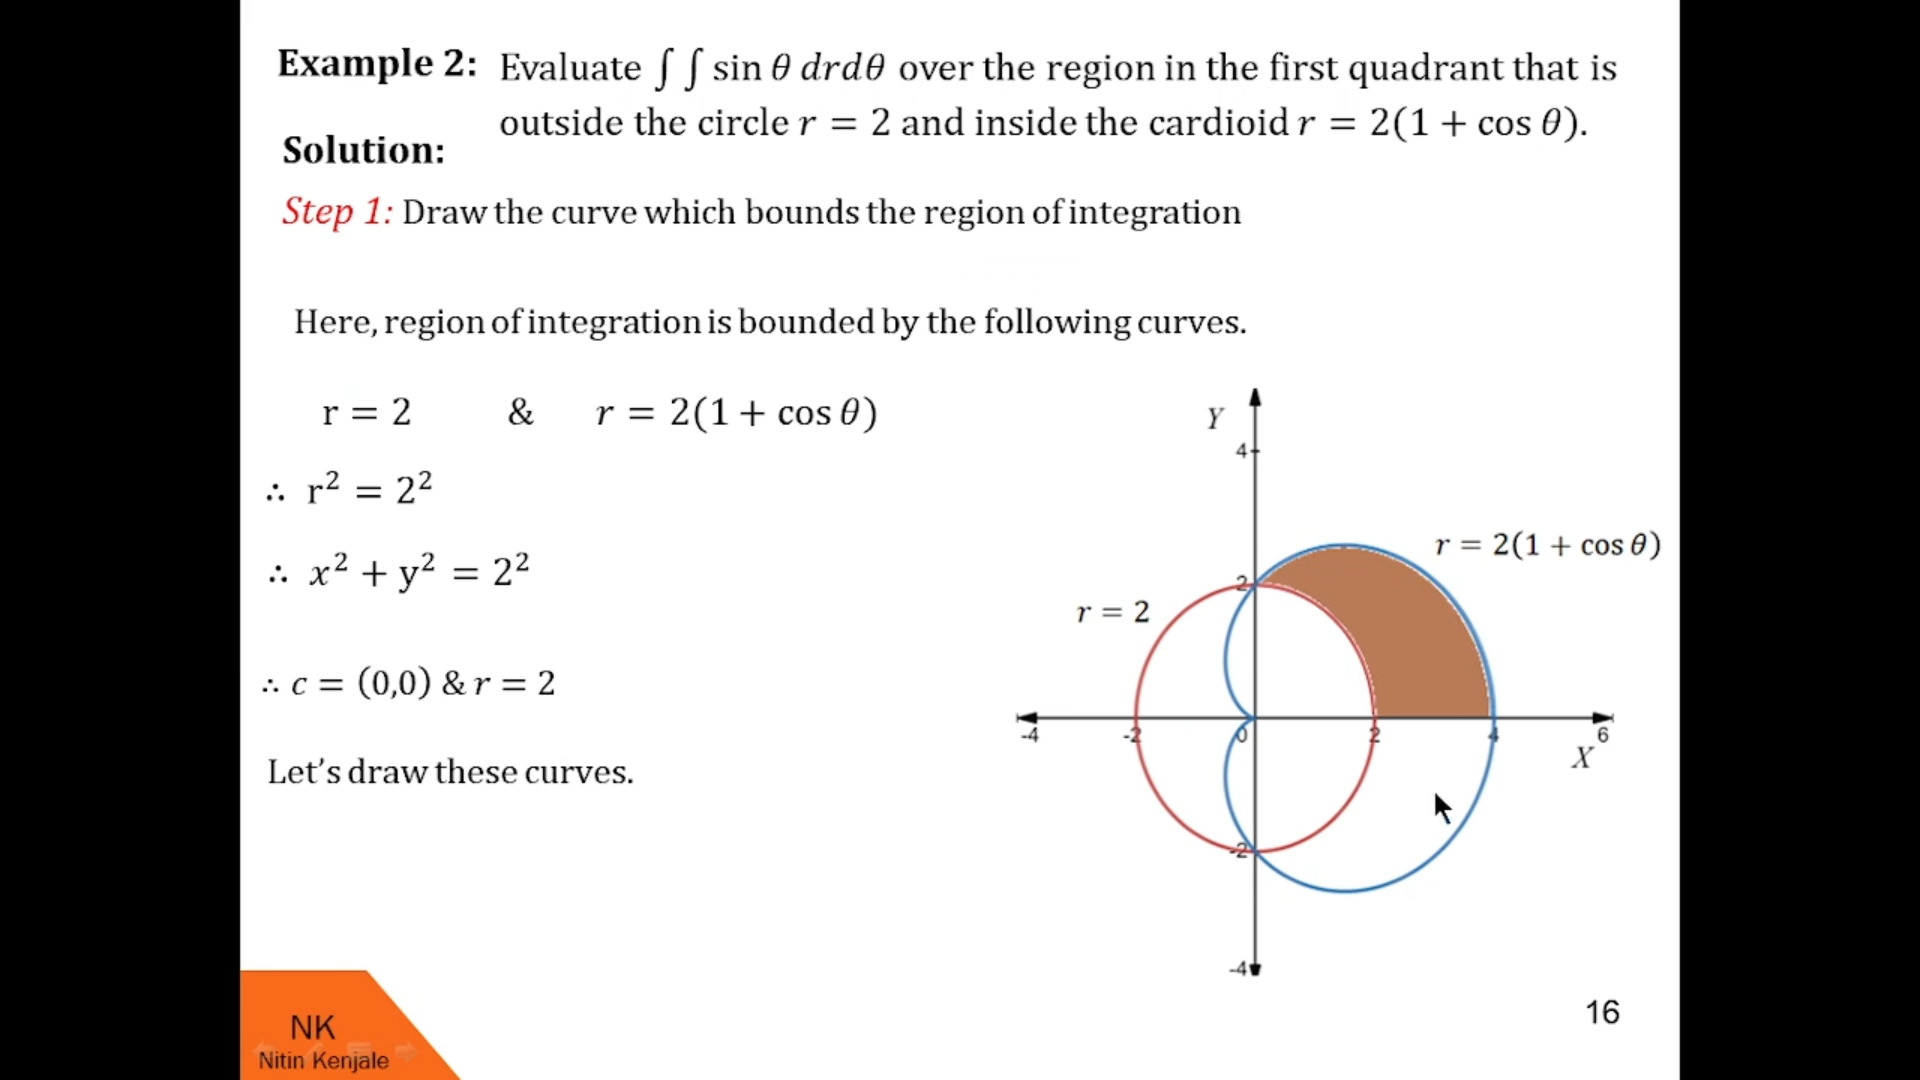 Example 2: Evaluate ∫ ∫ sin θ drdθ over the region in the first quadrant that is
outside the circle r = 2 and inside the cardioid r = 2(1 + cos θ).
Solution:
Step 1: Draw the curve which bounds the region of integration
Here, region of integration is bounded by the following curves.
r = 2 & r = 2(1 + cos θ)
∴ r² = 2²
∴ x² + y² = 2²
∴ c = (0,0) & r = 2
Let's draw these curves.
Y
4
r = 2(1 + cos θ)
2
r = 2
-4 -2 0 2 4 6
X
-2
-4
NK
Nitin Kenjale
16